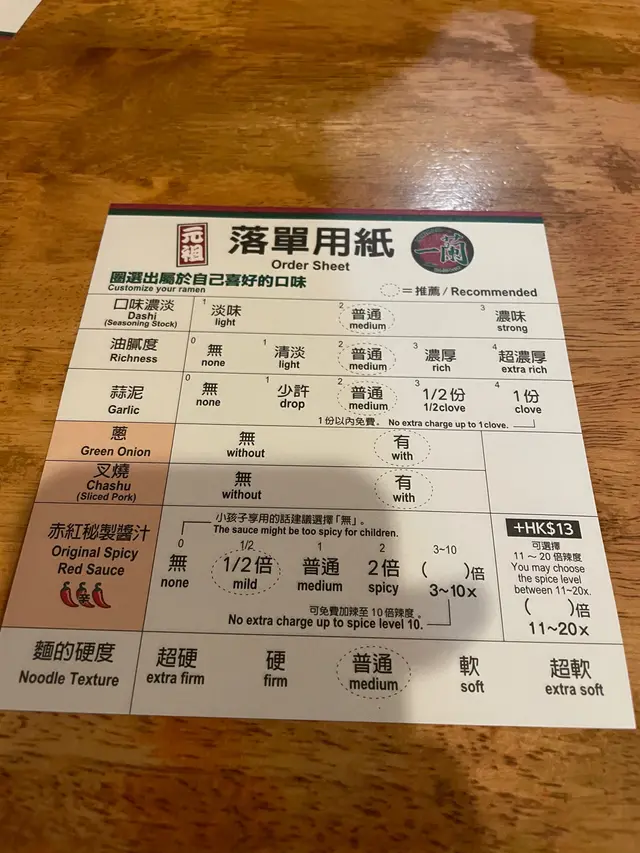 元祖 落單用紙 一蘭
Order Sheet
圈選出屬於自己喜好的口味
Customize your ramen
= 推薦 / Recommended
口味濃淡
Dashi
(Seasoning Stock)
1 淡味
light
2 普通
medium
3 濃味
strong
油膩度
Richness
0 無
none
1 清淡
light
2 普通
medium
3 濃厚
rich
4 超濃厚
extra rich
蒜泥
Garlic
0 無
none
1 少許
drop
2 普通
medium
3 1/2份
1/2clove
4 1份
clove
1份以內免費。 No extra charge up to 1clove.
蔥
Green Onion
無
without
有
with
叉燒
Chashu
(Sliced Pork)
無
without
有
with
赤紅秘製醬汁
Original Spicy
Red Sauce
小孩子享用的話建議選擇「無」。
The sauce might be too spicy for children.
0
無
none
1/2
1/2倍
mild
1
普通
medium
2
2倍
spicy
3~10
( )倍
3~10x
可免費加辣至 10 倍辣度。
No extra charge up to spice level 10.
+HK$13
可選擇
11 ~ 20 倍辣度
You may choose
the spice level
between 11~20x.
( )倍
11~20x
麵的硬度
Noodle Texture
超硬
extra firm
硬
firm
普通
medium
軟
soft
超軟
extra soft